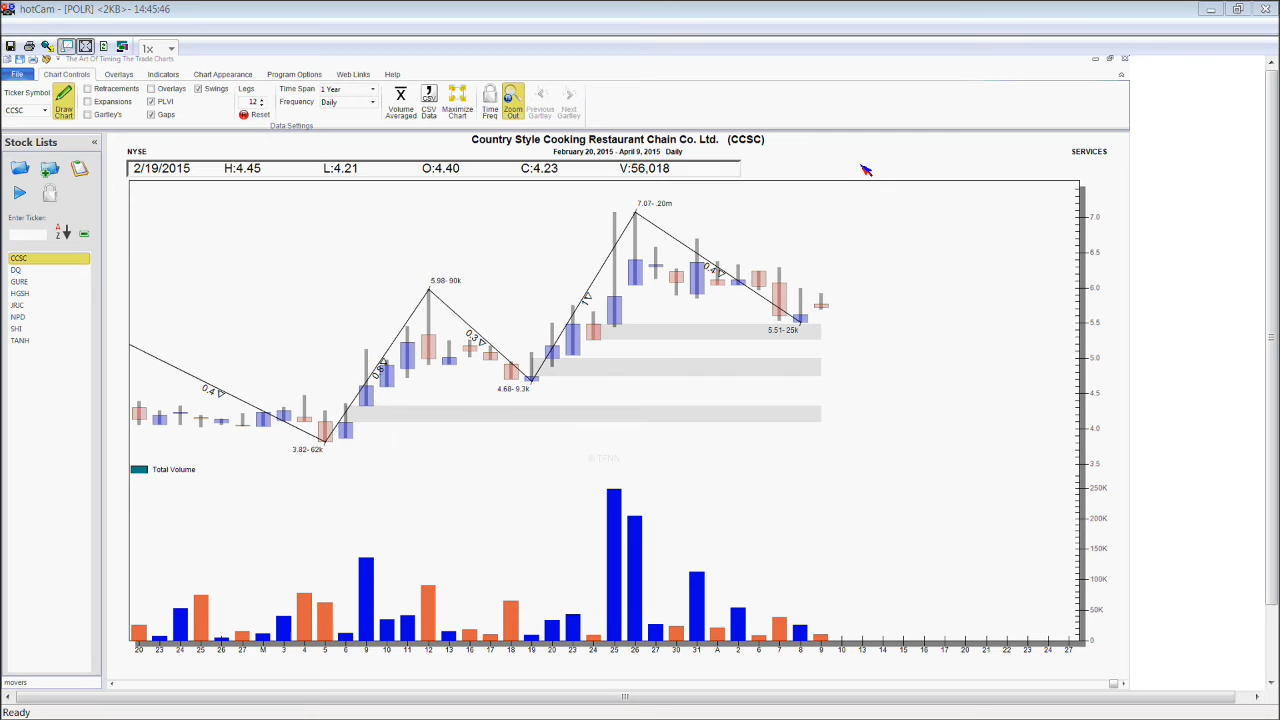 hotCam - [POLR] <2KB> - 14:45:46
1x
The Art Of Timing The Trade Charts
File Chart Controls Overlays Indicators Chart Appearance Program Options Web Links Help
Ticker Symbol
CCSC
Draw Chart
Retracements Overlays Swings
Expansions PLVI
Gartley's Gaps
Legs
12
Reset
Time Span 1 Year
Frequency Daily
Volume Averaged
CSV Data
Maximize Chart
Time Freq
Zoom Out
Previous Gartley
Next Gartley
Data Settings
Stock Lists
Enter Ticker:
CCSC
DQ
GURE
HGSH
JRJC
NPD
SHI
TANH
movers
Ready
Country Style Cooking Restaurant Chain Co. Ltd. (CCSC)
NYSE February 20, 2015 - April 9, 2015 Daily SERVICES
2/19/2015 H:4.45 L:4.21 O:4.40 C:4.23 V:56,018
7.07- .20m
5.98- 90k
5.51- 25k
4.68- 9.3k
3.82- 62k
0.4
0.3
0.4
© TFNN
Total Volume
7.0
6.5
6.0
5.5
5.0
4.5
4.0
3.5
250K
200K
150K
100K
50K
0
20 23 24 25 26 27 M 3 4 5 6 9 10 11 12 13 16 17 18 19 20 23 24 25 26 27 30 31 A 2 6 7 8 9 10 13 14 15 16 17 20 21 22 23 24 27